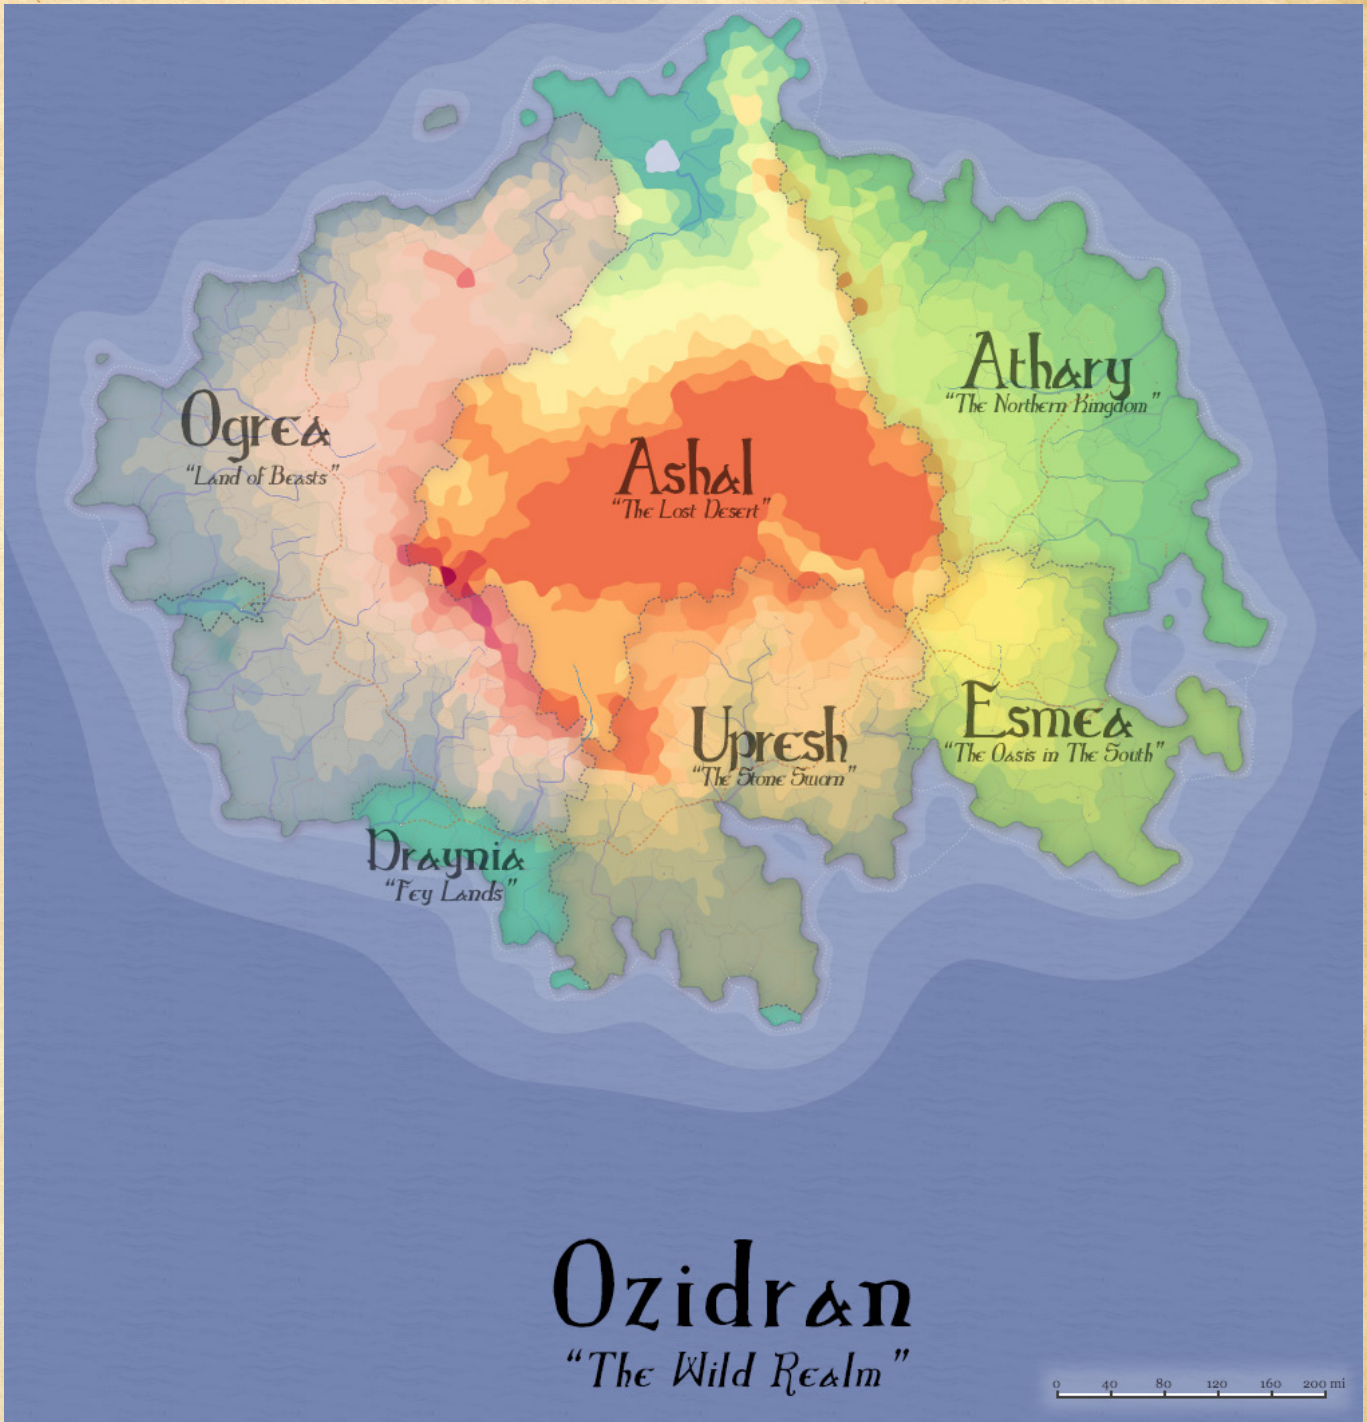 Athary
“The Northern Kingdom”
Ogrea
“Land of Beasts”
Ashal
“The Lost Desert”
Esmea
“The Oasis in The South”
Upresh
“The Stone Swarn”
Draynia
“Fey Lands”
Ozidran
“The Wild Realm”
0 40 80 120 160 200 mi